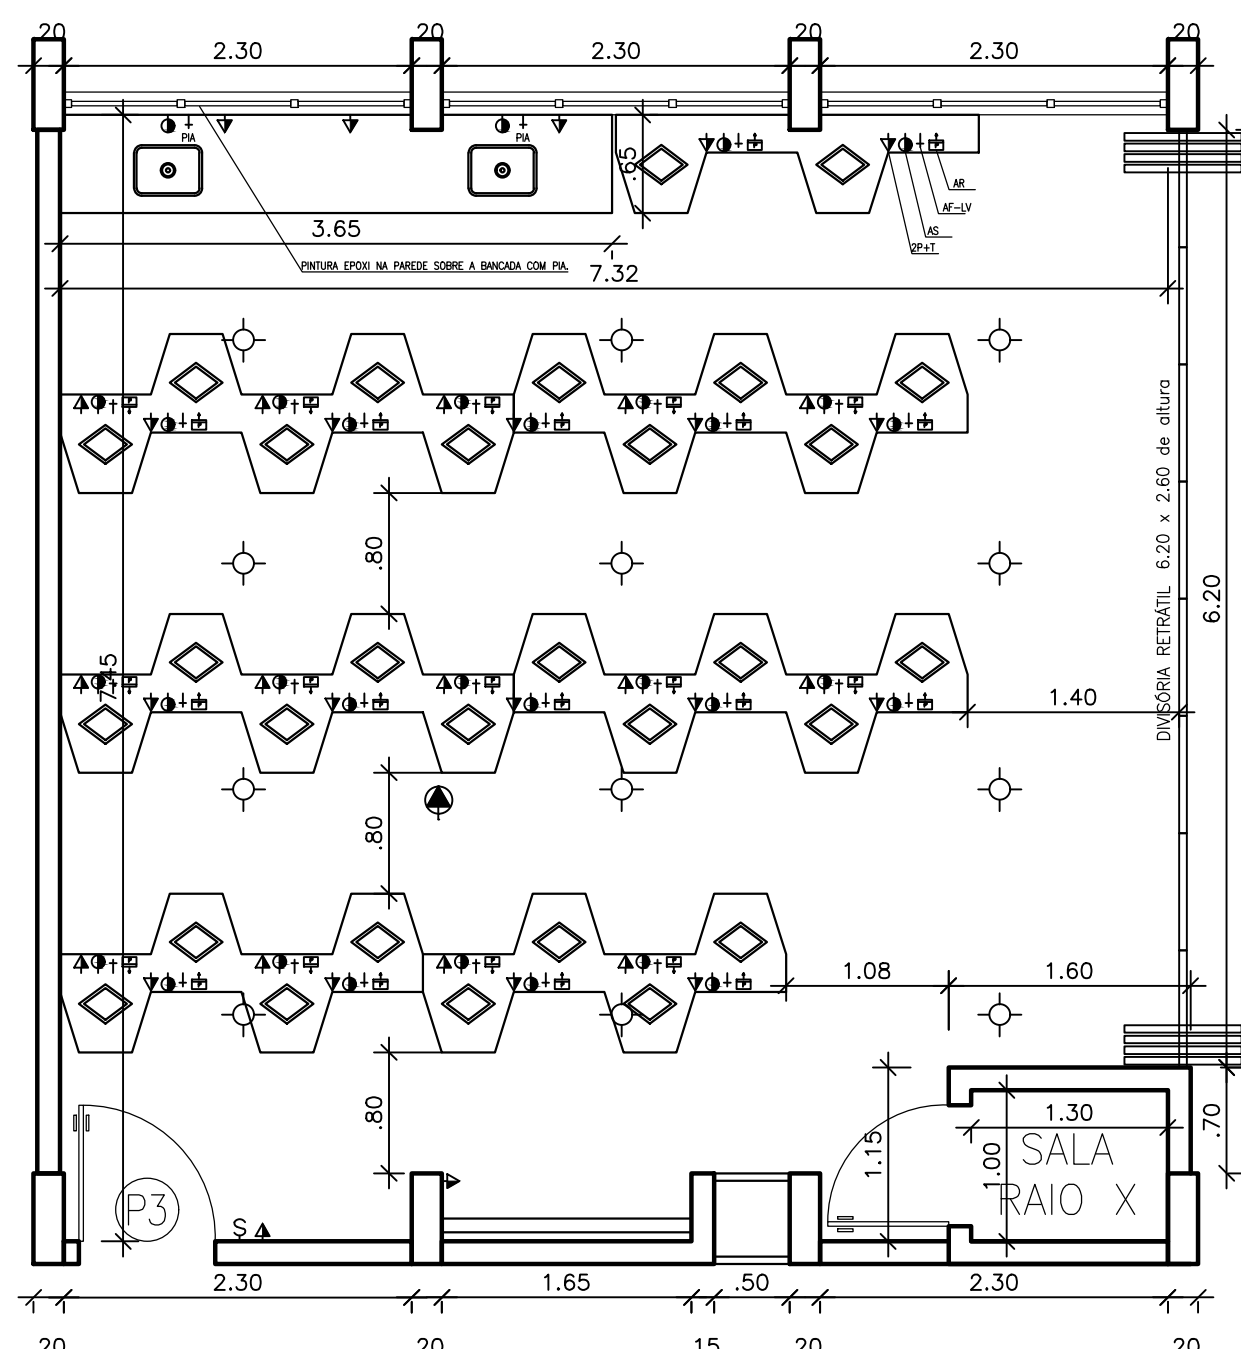 20 20 20 20
2.30 2.30 2.30
PIA PIA
.65
AR
AF-LV
AS
2P+T
3.65
PINTURA EPOXI NA PAREDE SOBRE A BANCADA COM PIA.
7.32
DIVISÓRIA RETRÁTIL 6.20 x 2.60 de altura
.80
6.20
7.45
1.40
.80
1.08 1.60
.80
1.15
1.30
1.00
.70
SALA
RAIO X
P3
S
2.30 1.65 .50 2.30
20 20 15 20 20